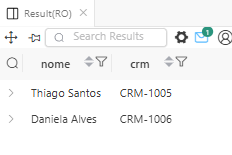 Result(RO)
Search Results
1
nome crm
Thiago Santos CRM-1005
Daniela Alves CRM-1006